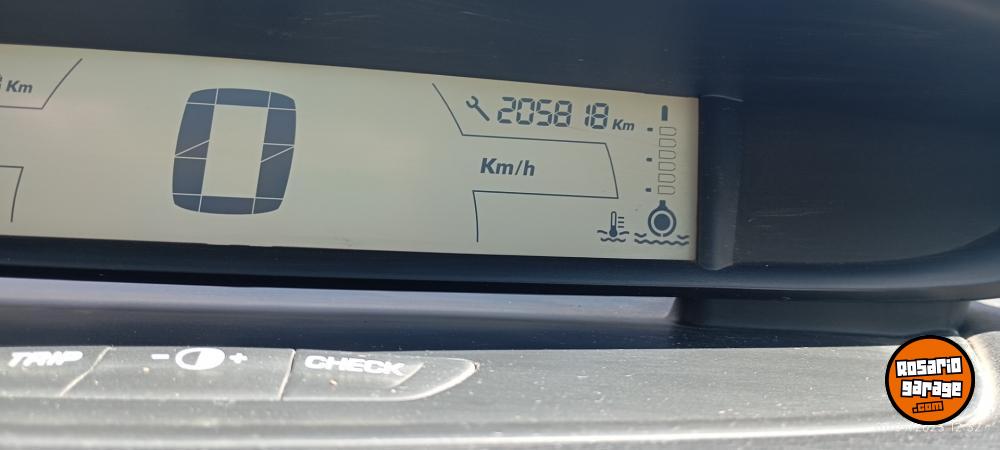 Km
0
205818 Km
Km/h
TRIP
- +
CHECK
Rosario
garage
.com